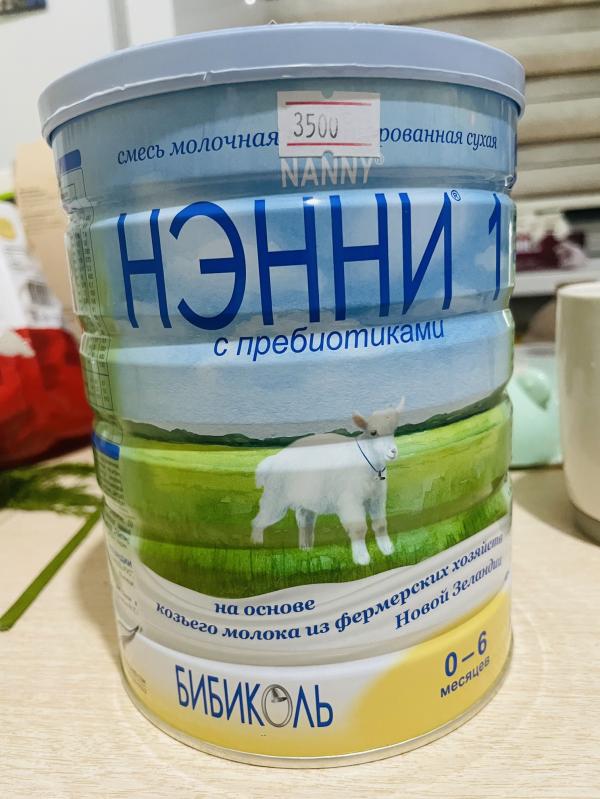 3500
смесь молочная
сухая
NANNY
НЭННИ® 1
с пребиотиками
на основе
козьего молока из фермерских хозяйств
Новой Зеландии
0–6
месяцев
БИБИКОЛЬ